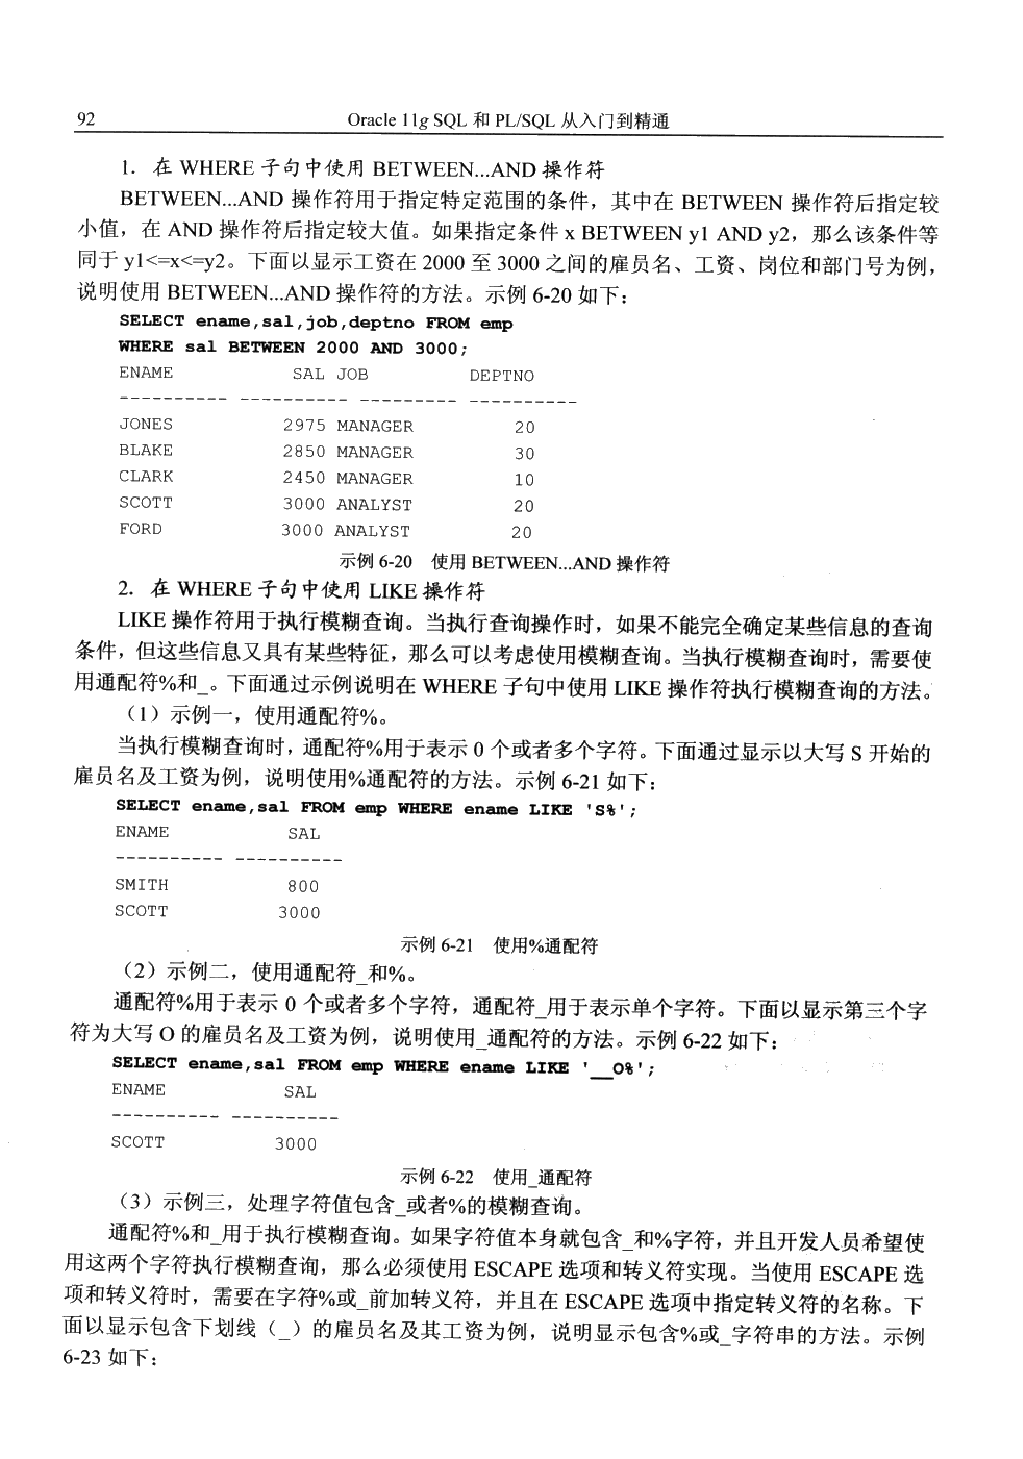 92 Oracle 11g SQL 和 PL/SQL 从入门到精通
1. 在 WHERE 子句中使用 BETWEEN...AND 操作符
BETWEEN...AND 操作符用于指定特定范围的条件，其中在 BETWEEN 操作符后指定较
小值，在 AND 操作符后指定较大值。如果指定条件 x BETWEEN y1 AND y2，那么该条件等
同于 y1<=x<=y2。下面以显示工资在 2000 至 3000 之间的雇员名、工资、岗位和部门号为例，
说明使用 BETWEEN...AND 操作符的方法。示例 6-20 如下：
SELECT ename,sal,job,deptno FROM emp
WHERE sal BETWEEN 2000 AND 3000;
ENAME SAL JOB DEPTNO
---------- ---------- --------- ----------
JONES 2975 MANAGER 20
BLAKE 2850 MANAGER 30
CLARK 2450 MANAGER 10
SCOTT 3000 ANALYST 20
FORD 3000 ANALYST 20
示例 6-20 使用 BETWEEN...AND 操作符
2. 在 WHERE 子句中使用 LIKE 操作符
LIKE 操作符用于执行模糊查询。当执行查询操作时，如果不能完全确定某些信息的查询
条件，但这些信息又具有某些特征，那么可以考虑使用模糊查询。当执行模糊查询时，需要使
用通配符%和_。下面通过示例说明在 WHERE 子句中使用 LIKE 操作符执行模糊查询的方法。
（1）示例一，使用通配符%。
当执行模糊查询时，通配符%用于表示 0 个或者多个字符。下面通过显示以大写 S 开始的
雇员名及工资为例，说明使用%通配符的方法。示例 6-21 如下：
SELECT ename,sal FROM emp WHERE ename LIKE 'S%';
ENAME SAL
---------- ----------
SMITH 800
SCOTT 3000
示例 6-21 使用%通配符
（2）示例二，使用通配符_和%。
通配符%用于表示 0 个或者多个字符，通配符_用于表示单个字符。下面以显示第三个字
符为大写 O 的雇员名及工资为例，说明使用_通配符的方法。示例 6-22 如下：
SELECT ename,sal FROM emp WHERE ename LIKE '__O%';
ENAME SAL
---------- ----------
SCOTT 3000
示例 6-22 使用_通配符
（3）示例三，处理字符值包含_或者%的模糊查询。
通配符%和_用于执行模糊查询。如果字符值本身就包含_和%字符，并且开发人员希望使
用这两个字符执行模糊查询，那么必须使用 ESCAPE 选项和转义符实现。当使用 ESCAPE 选
项和转义符时，需要在字符%或_前加转义符，并且在 ESCAPE 选项中指定转义符的名称。下
面以显示包含下划线（_）的雇员名及其工资为例，说明显示包含%或_字符串的方法。示例
6-23 如下：